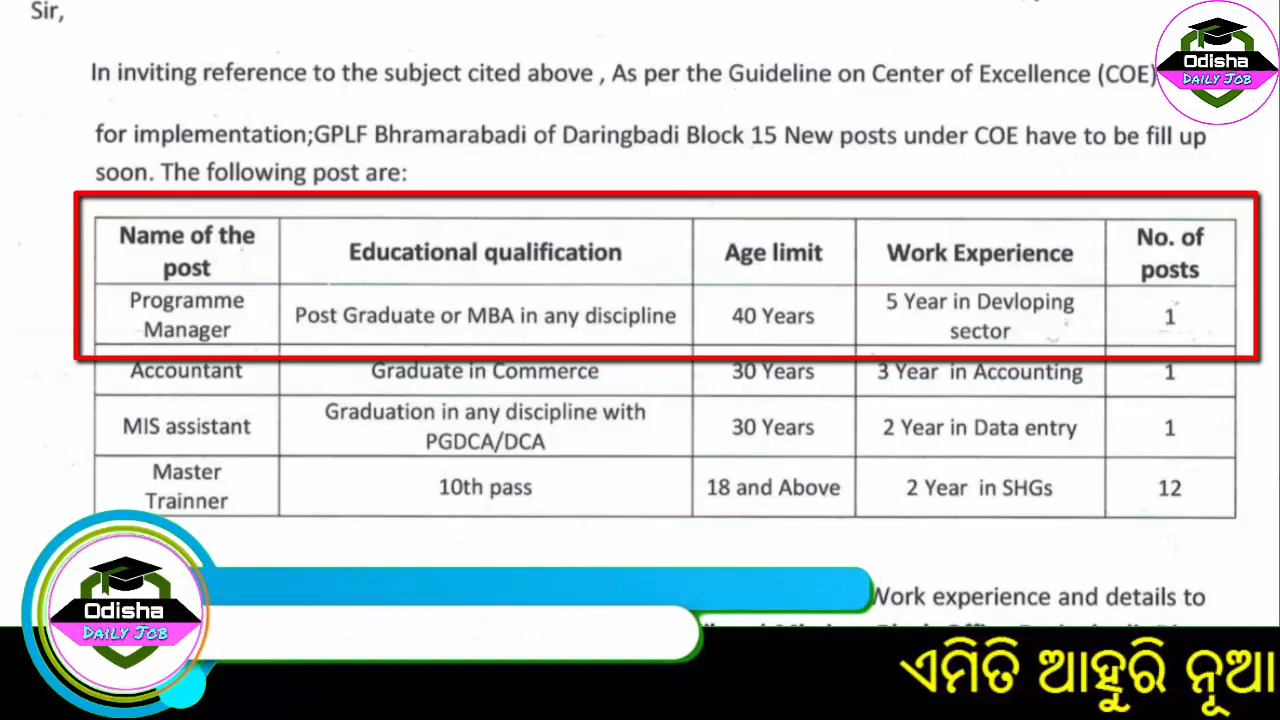 Sir,
In inviting reference to the subject cited above , As per the Guideline on Center of Excellence (COE)
for implementation;GPLF Bhramarabadi of Daringbadi Block 15 New posts under COE have to be fill up
soon. The following post are:
Name of the post Educational qualification Age limit Work Experience No. of posts
Programme Manager Post Graduate or MBA in any discipline 40 Years 5 Year in Devloping sector 1
Accountant Graduate in Commerce 30 Years 3 Year in Accounting 1
MIS assistant Graduation in any discipline with PGDCA/DCA 30 Years 2 Year in Data entry 1
Master Trainner 10th pass 18 and Above 2 Year in SHGs 12
Work experience and details to
Odisha
DAILY JOB
Odisha
DAILY JOB
ଏମିତି ଆହୁରି ନୂଆ